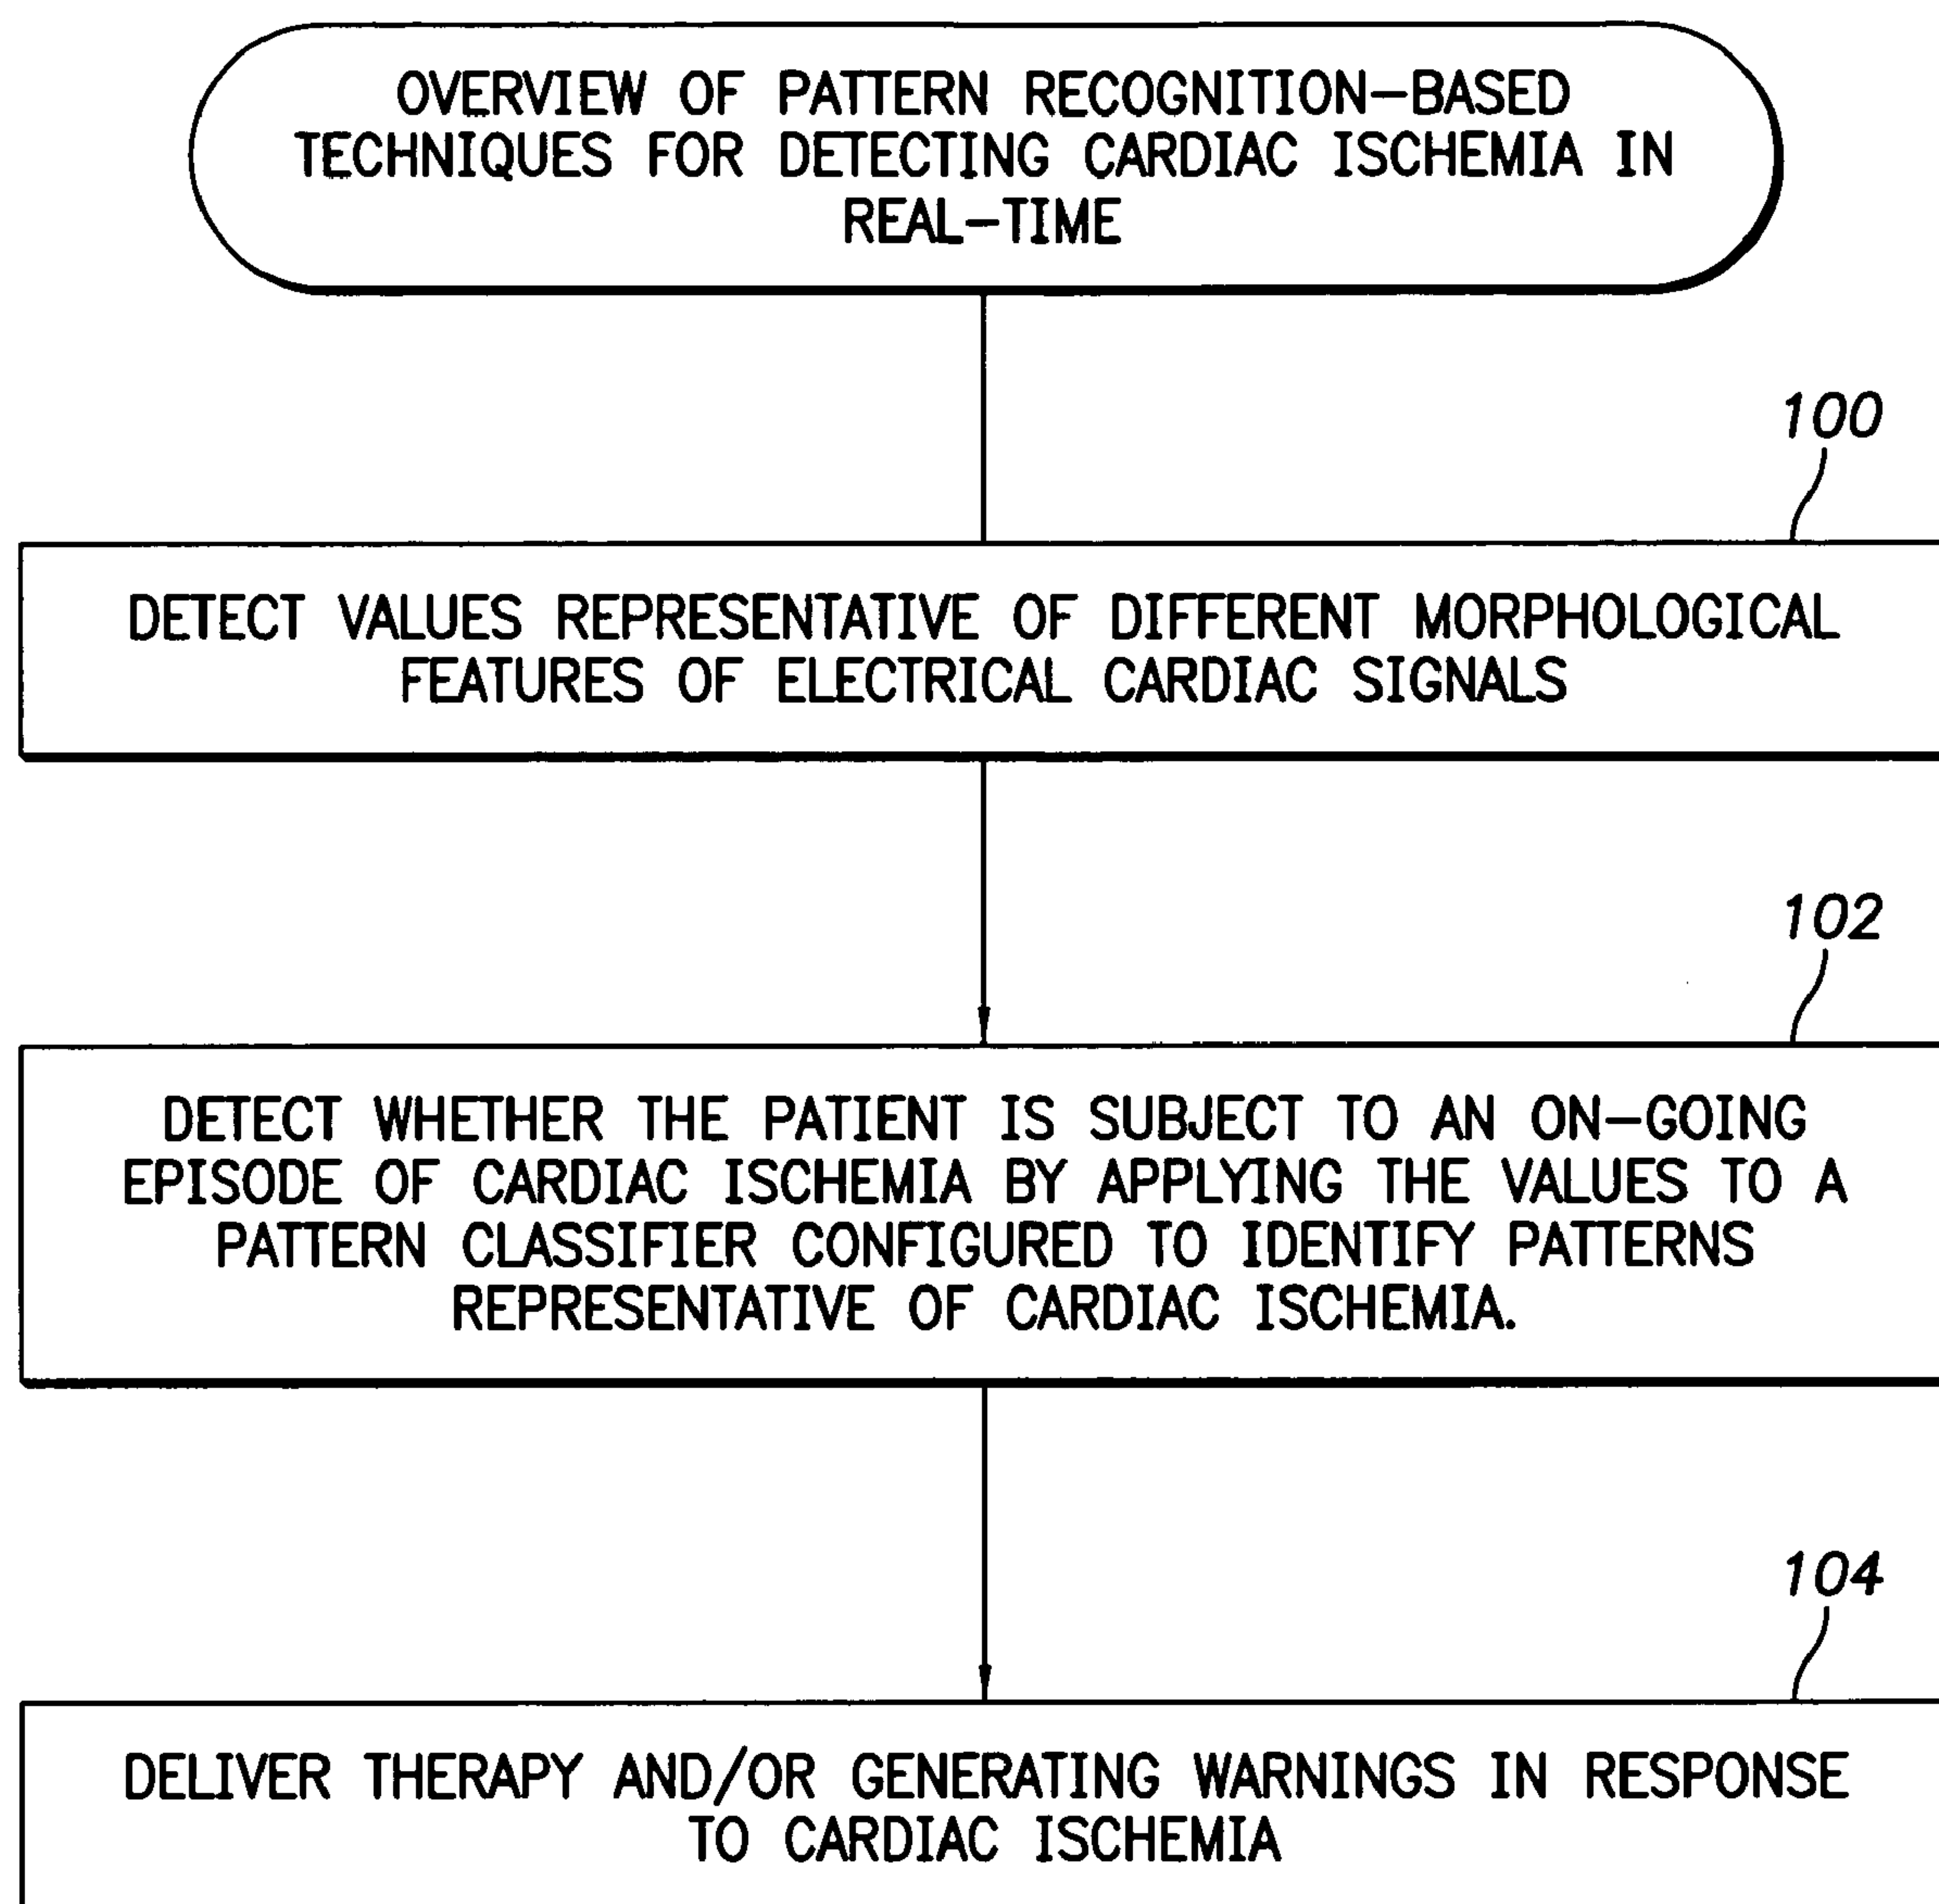 OVERVIEW OF PATTERN RECOGNITION-BASED
TECHNIQUES FOR DETECTING CARDIAC ISCHEMIA IN
REAL-TIME
100
DETECT VALUES REPRESENTATIVE OF DIFFERENT MORPHOLOGICAL
FEATURES OF ELECTRICAL CARDIAC SIGNALS
102
DETECT WHETHER THE PATIENT IS SUBJECT TO AN ON-GOING
EPISODE OF CARDIAC ISCHEMIA BY APPLYING THE VALUES TO A
PATTERN CLASSIFIER CONFIGURED TO IDENTIFY PATTERNS
REPRESENTATIVE OF CARDIAC ISCHEMIA.
104
DELIVER THERAPY AND/OR GENERATING WARNINGS IN RESPONSE
TO CARDIAC ISCHEMIA